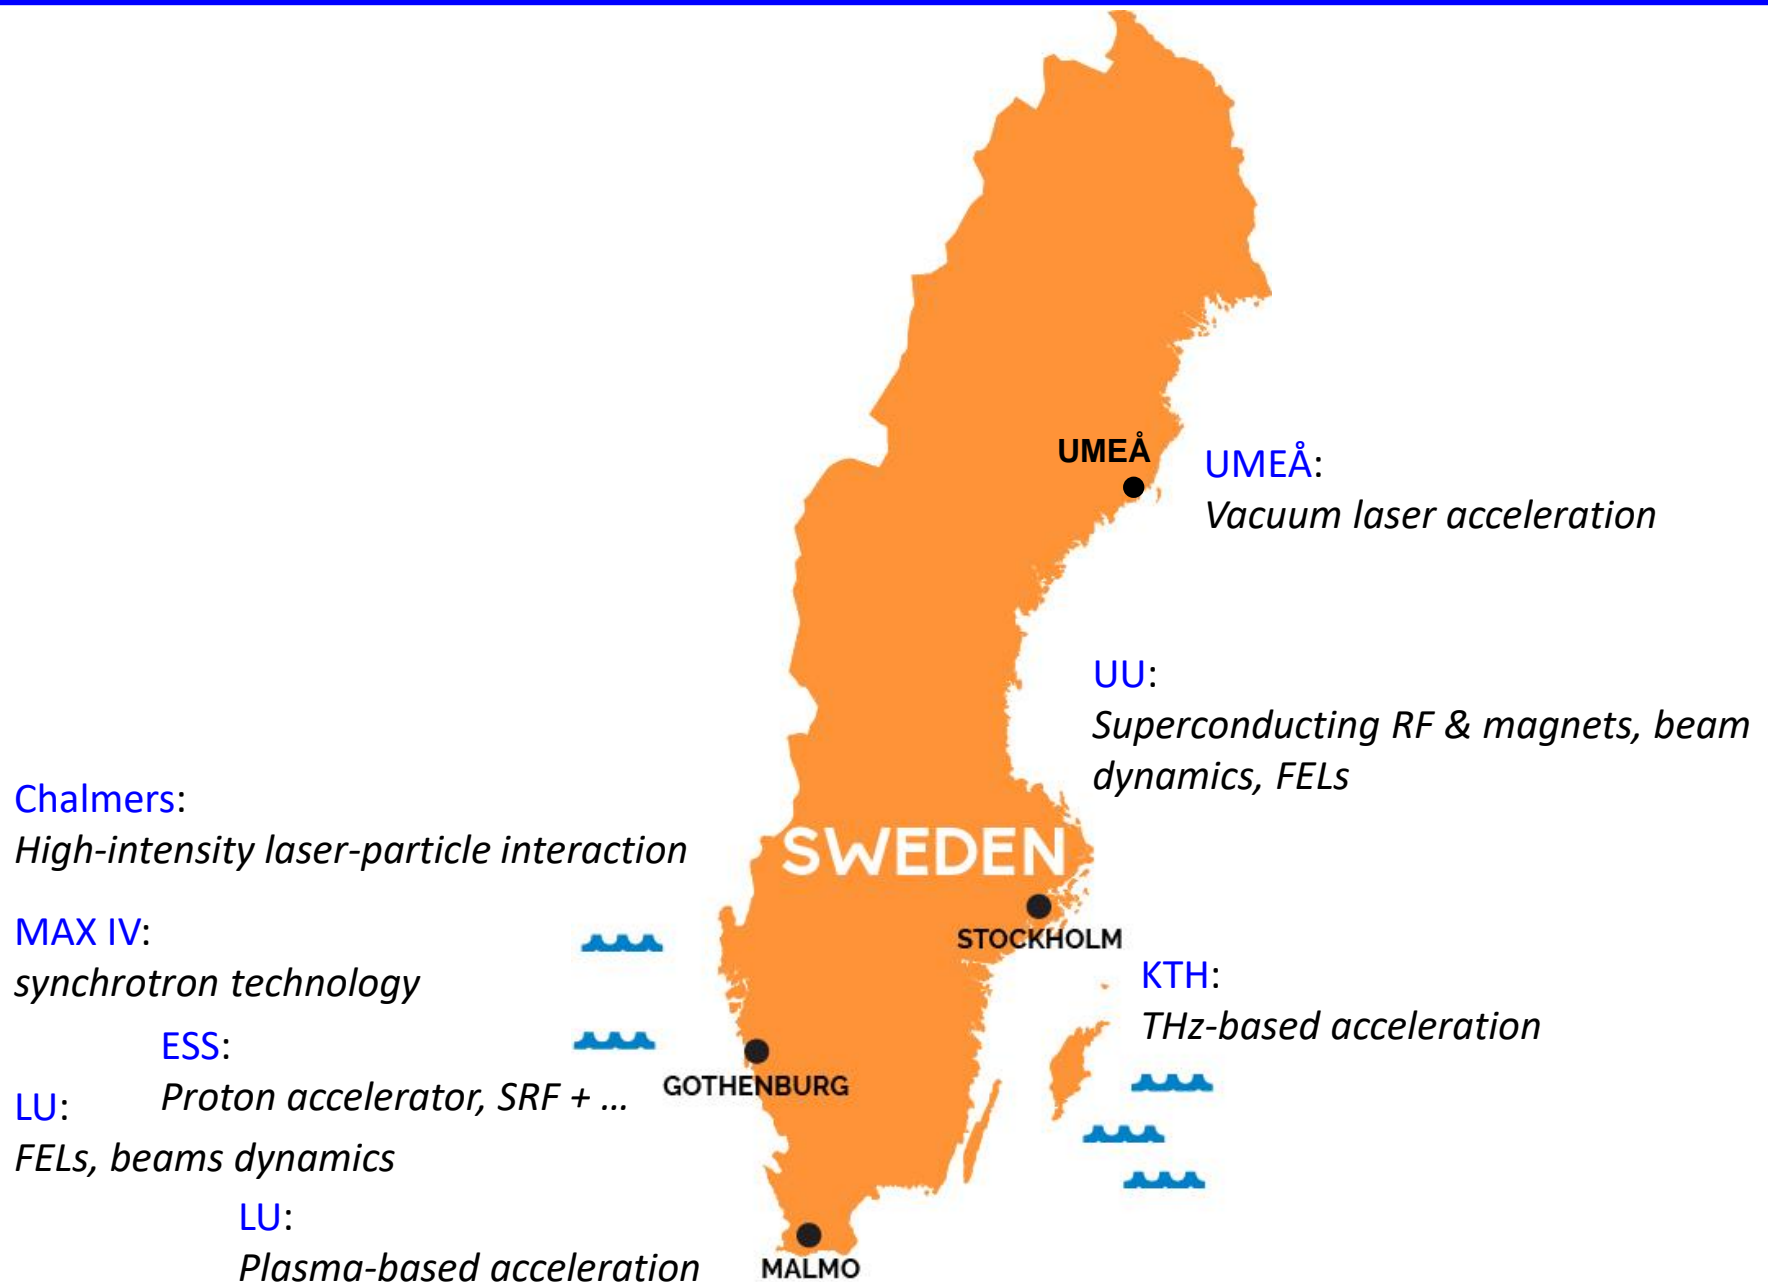 UMEÅ
UMEÅ:
Vacuum laser acceleration
UU:
Superconducting RF & magnets, beam
dynamics, FELs
Chalmers:
High-intensity laser-particle interaction
SWEDEN
MAX IV:
synchrotron technology
STOCKHOLM
KTH:
THz-based acceleration
ESS:
Proton accelerator, SRF + ...
GOTHENBURG
LU:
FELs, beams dynamics
LU:
Plasma-based acceleration
MALMO